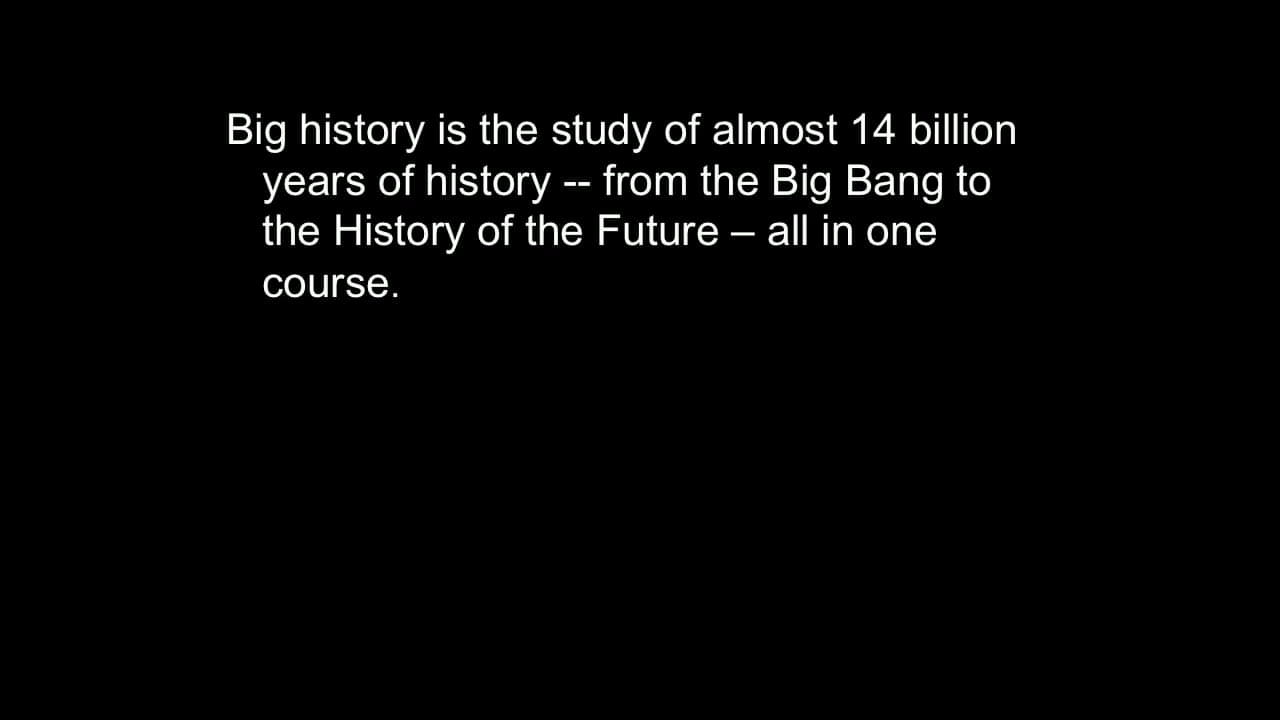 Big history is the study of almost 14 billion
years of history -- from the Big Bang to
the History of the Future – all in one
course.